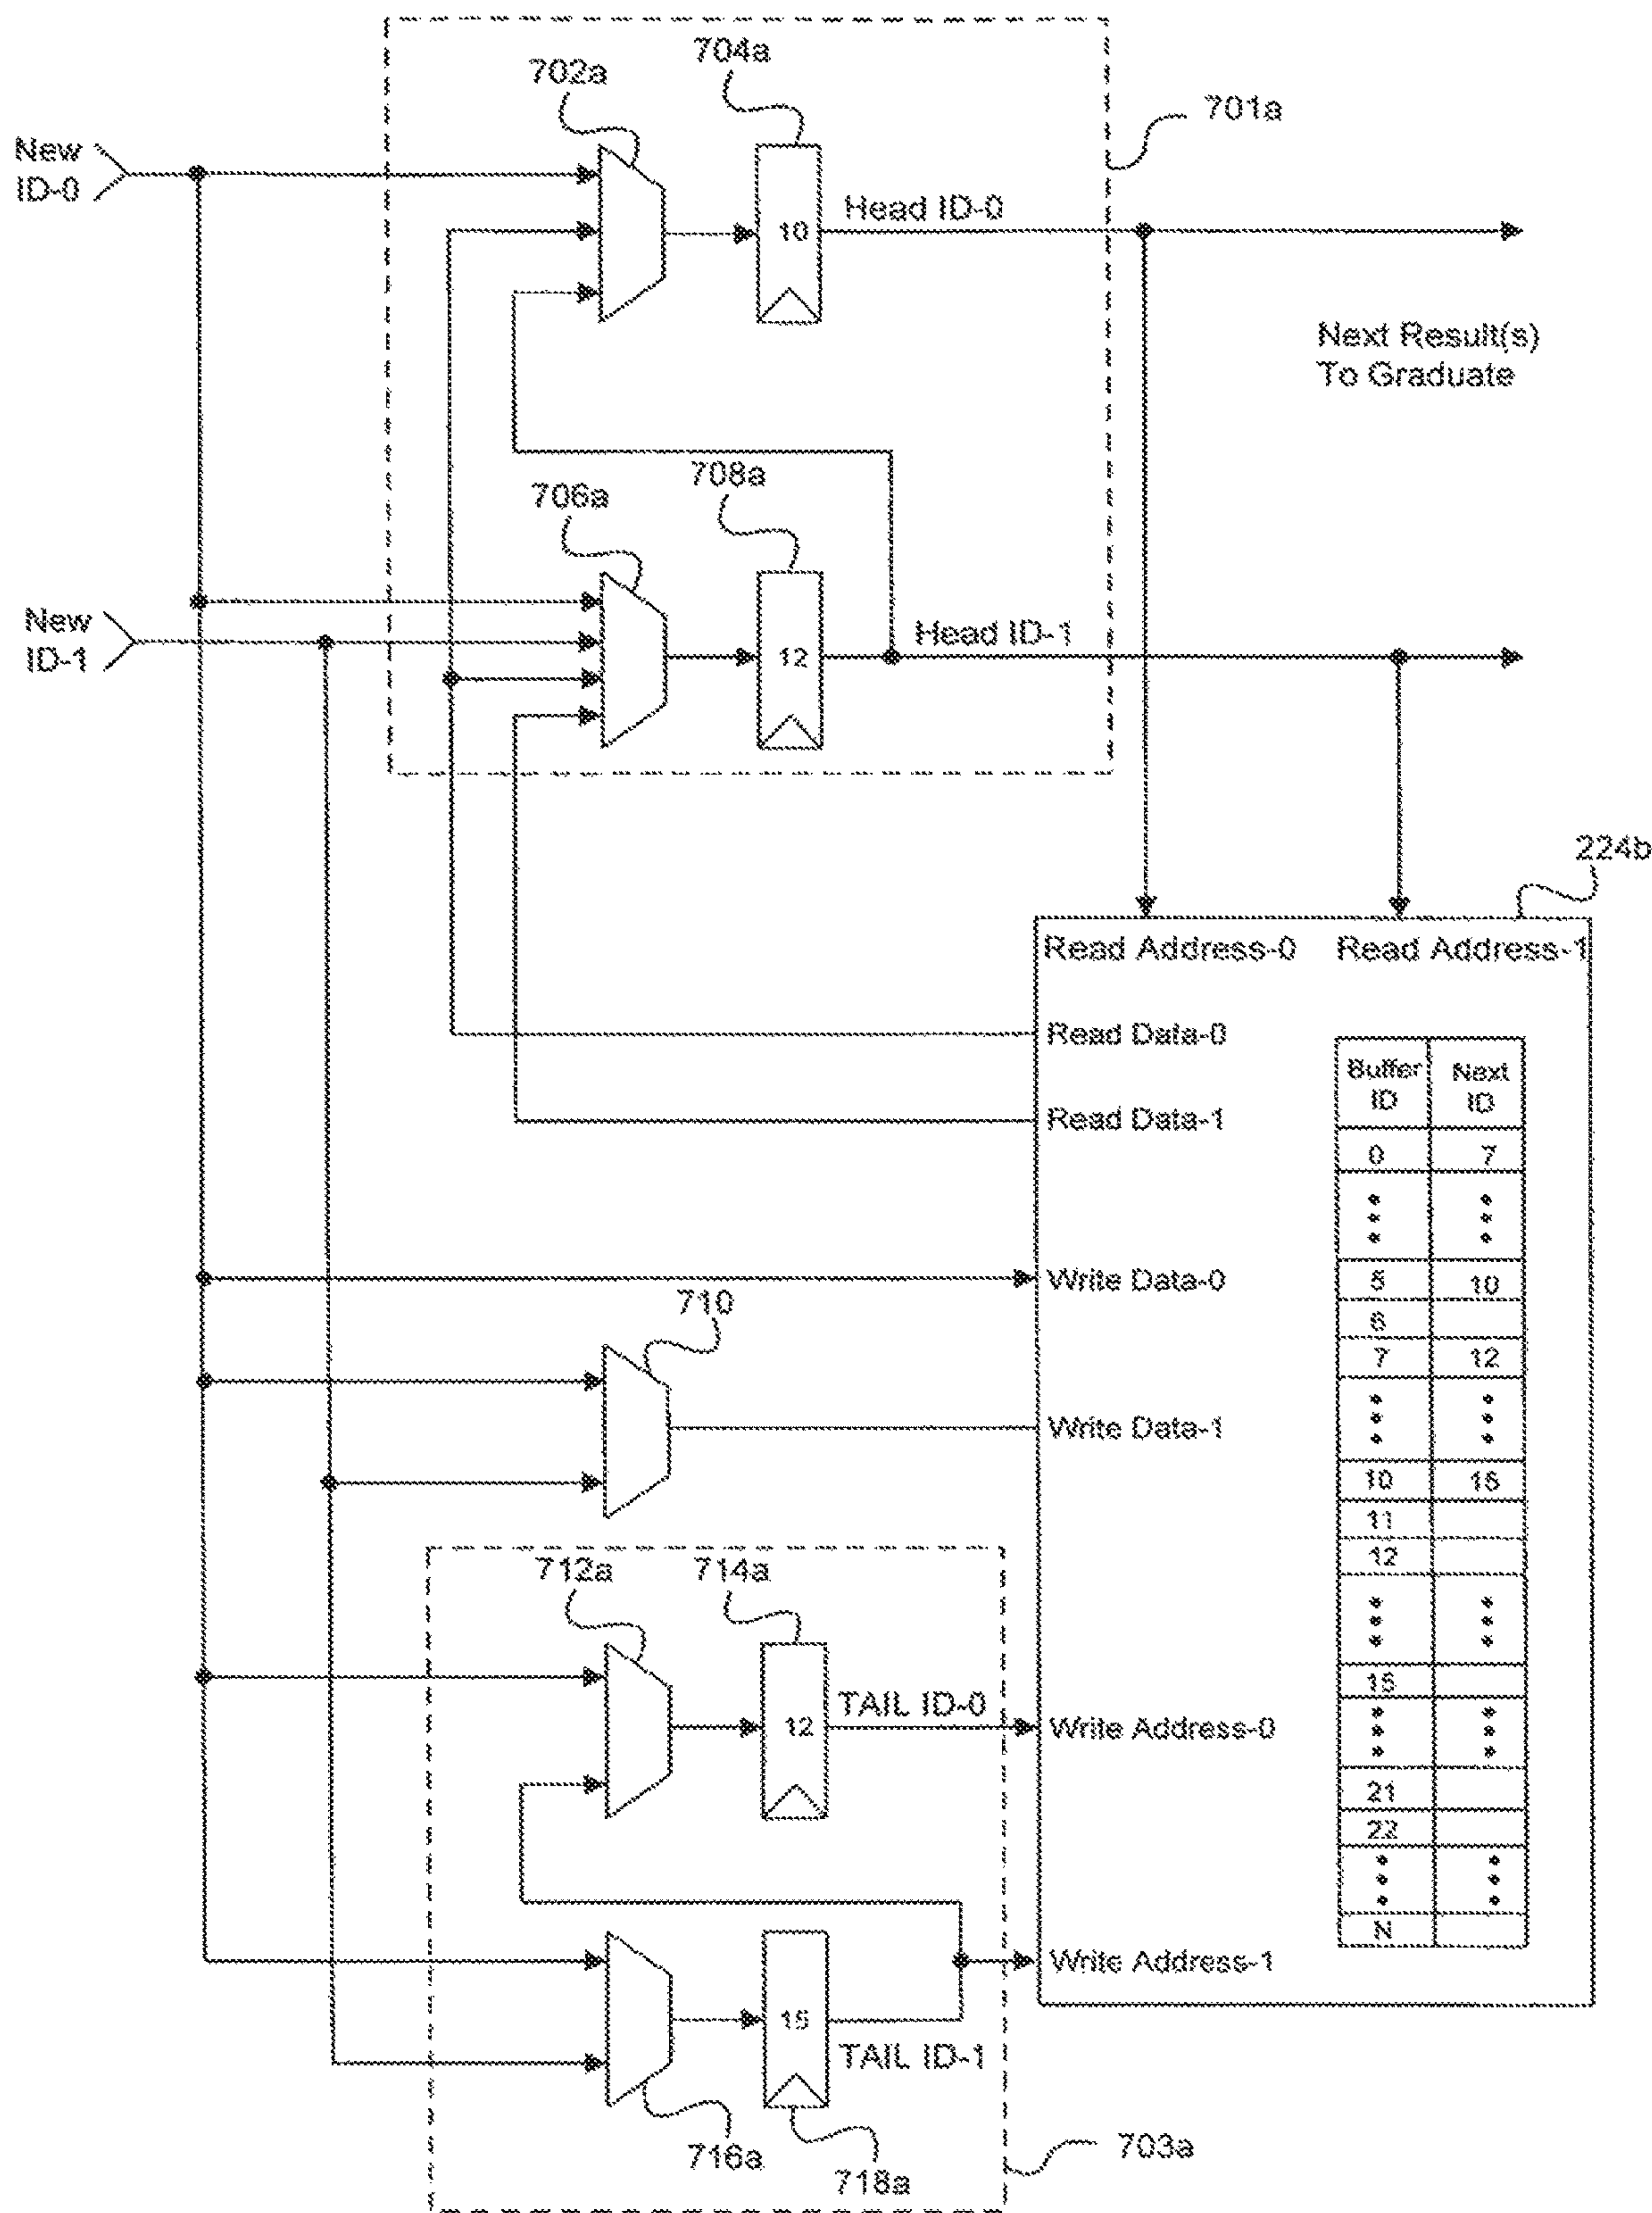 704a
702a
701a
New
ID-0
Head ID-0
10
Next Result(s)
To Graduate
708a
706a
New
ID-1
Head ID-1
12
224b
Read Address-0
Read Address-1
Read Data-0
Read Data-1
Buffer
ID
Next
ID
0 7
5 10
6
7 12
10 15
11
12
15
21
22
N
Write Data-0
710
Write Data-1
712a
714a
TAIL ID-0
12
Write Address-0
Write Address-1
15
TAIL ID-1
716a
718a
703a